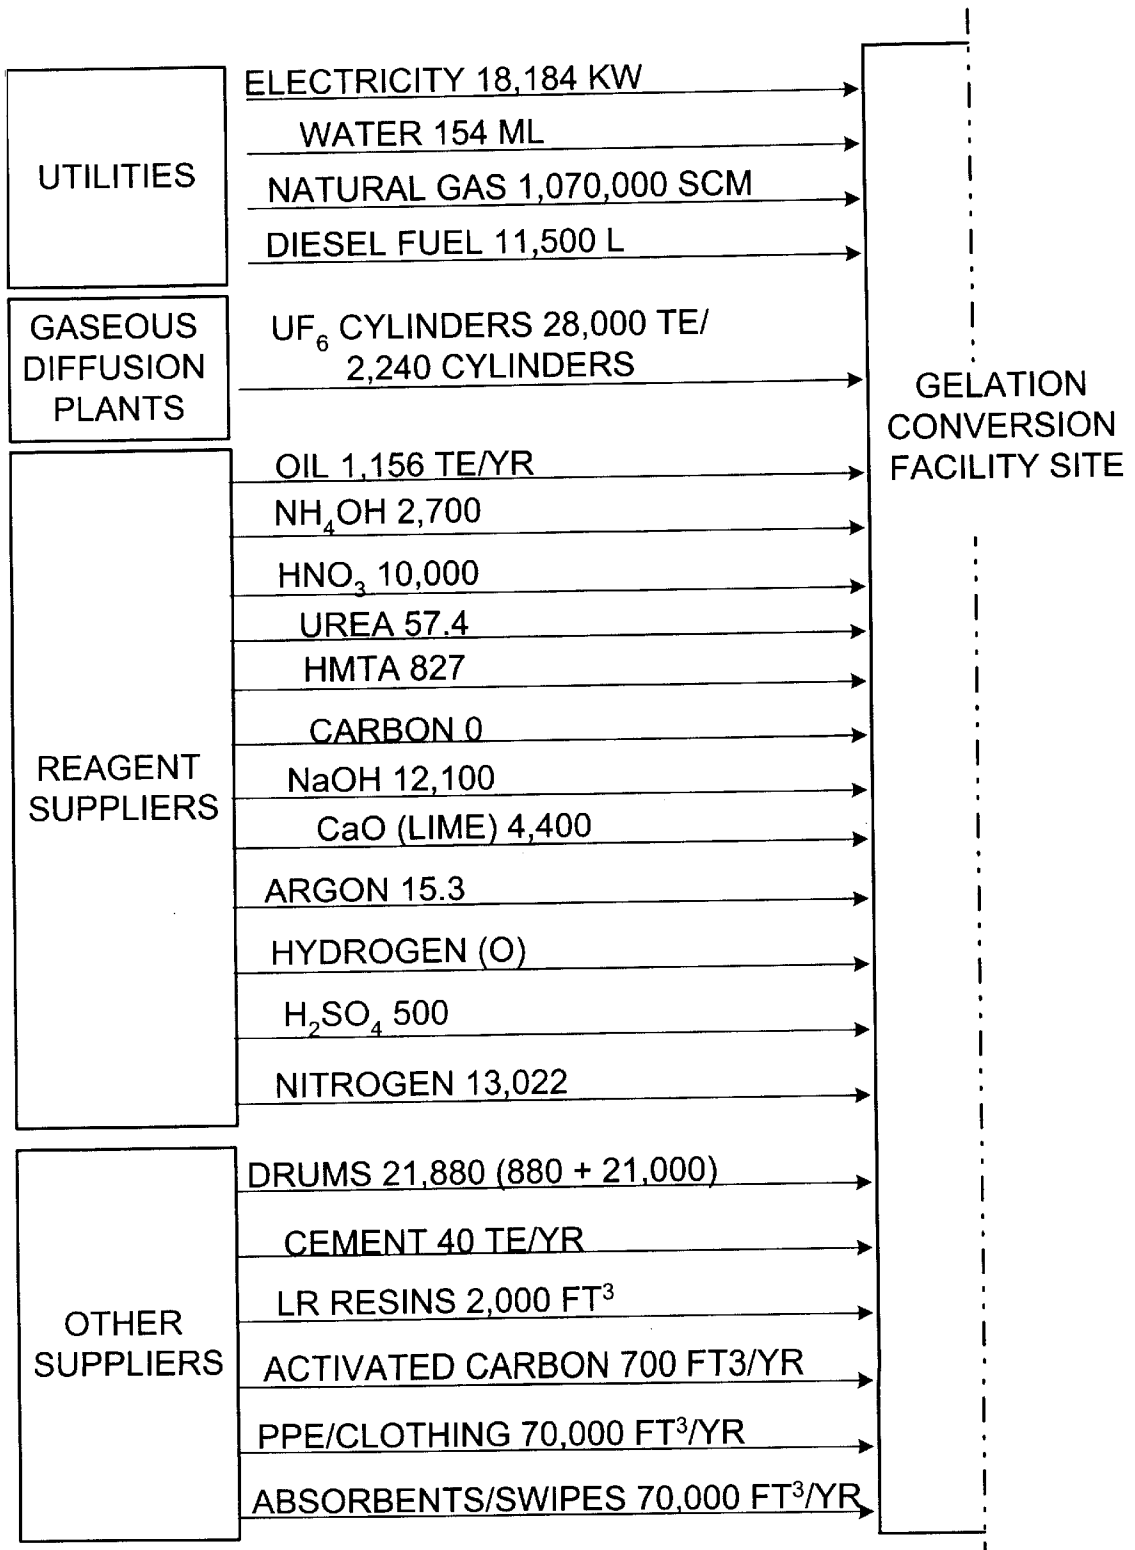 UTILITIES
ELECTRICITY 18,184 KW
WATER 154 ML
NATURAL GAS 1,070,000 SCM
DIESEL FUEL 11,500 L
GASEOUS
DIFFUSION
PLANTS
UF₆ CYLINDERS 28,000 TE/
2,240 CYLINDERS
GELATION
CONVERSION
FACILITY SITE
REAGENT
SUPPLIERS
OIL 1,156 TE/YR
NH₄OH 2,700
HNO₃ 10,000
UREA 57.4
HMTA 827
CARBON 0
NaOH 12,100
CaO (LIME) 4,400
ARGON 15.3
HYDROGEN (O)
H₂SO₄ 500
NITROGEN 13,022
OTHER
SUPPLIERS
DRUMS 21,880 (880 + 21,000)
CEMENT 40 TE/YR
LR RESINS 2,000 FT³
ACTIVATED CARBON 700 FT3/YR
PPE/CLOTHING 70,000 FT³/YR
ABSORBENTS/SWIPES 70,000 FT³/YR